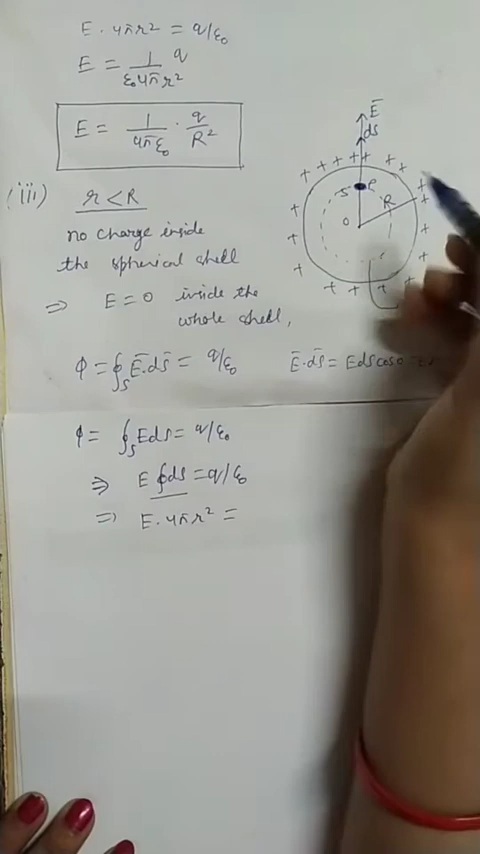 E · 4πr² = q/ε₀
E = 1/ε₀4πr² q
E = 1/4πε₀ · q/R²
(iii) r < R
no charge inside
the spherical shell
⇒ E = 0 inside the
whole shell,
ϕ = ∮ₛ E̅.ds̅ = q/ε₀
E̅.ds̅ = Eds cos0 =
ϕ = ∮ₛ Eds = q/ε₀
⇒ E ∮ds = q/ε₀
⇒ E · 4πr² =
E̅
ds
+ + + + + + + +
S P
R
O